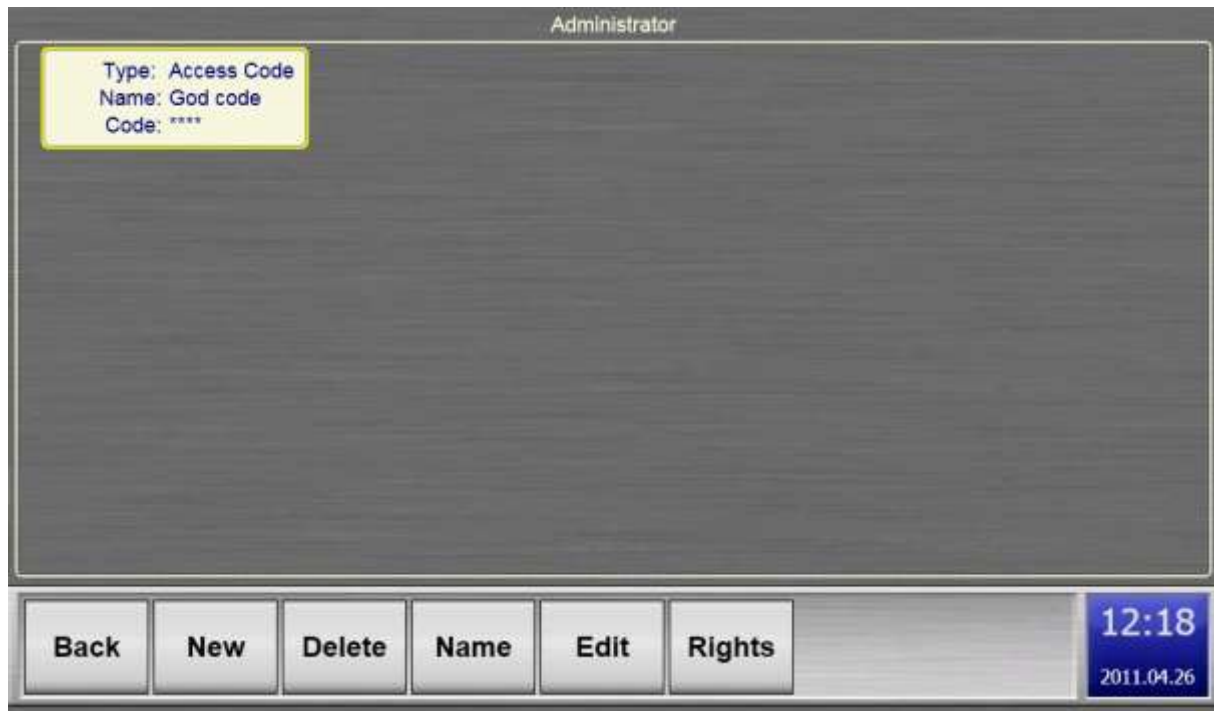 Administrator
Type: Access Code
Name: God code
Code: ****
Back
New
Delete
Name
Edit
Rights
12:18
2011.04.26